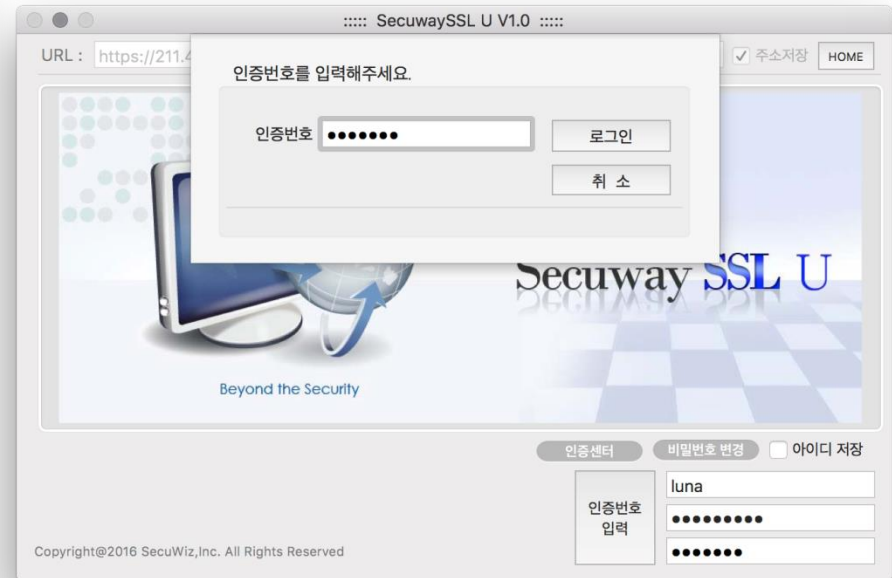 ::::: SecuwaySSL U V1.0 :::::
URL : https://211.4
주소저장 HOME
인증번호를 입력해주세요.
인증번호 ●●●●●●● 로그인
취 소
Secuway SSL U
Beyond the Security
인증센터 비밀번호 변경 아이디 저장
luna
인증번호
입력
●●●●●●●●●
●●●●●●●
Copyright@2016 SecuWiz,Inc. All Rights Reserved